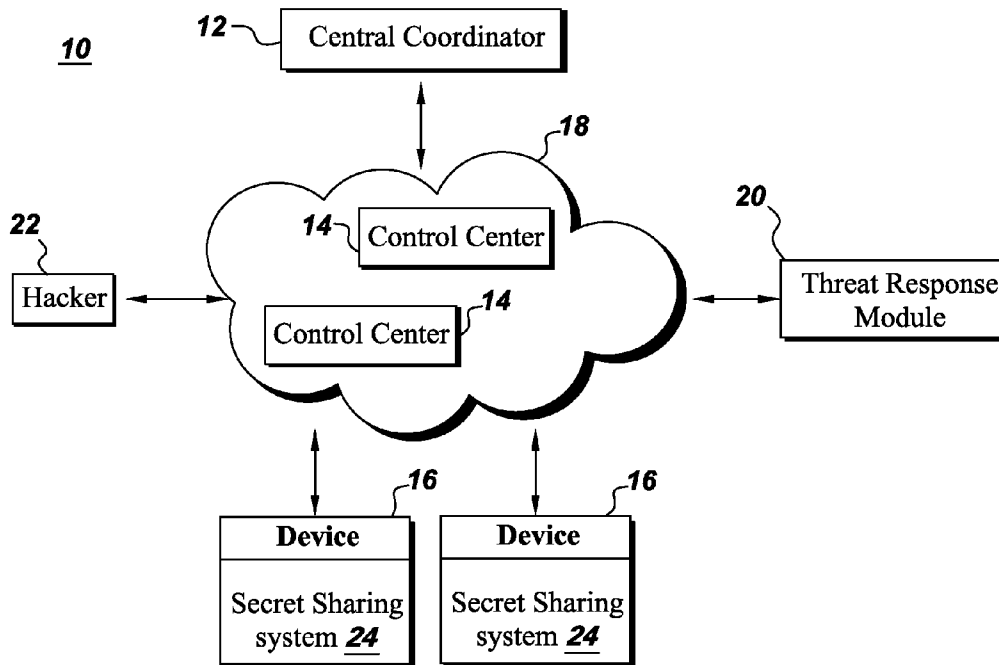 12
Central Coordinator
10
18
14
Control Center
20
22
Hacker
14
Control Center
Threat Response
Module
16
16
Device
Device
Secret Sharing
system 24
Secret Sharing
system 24